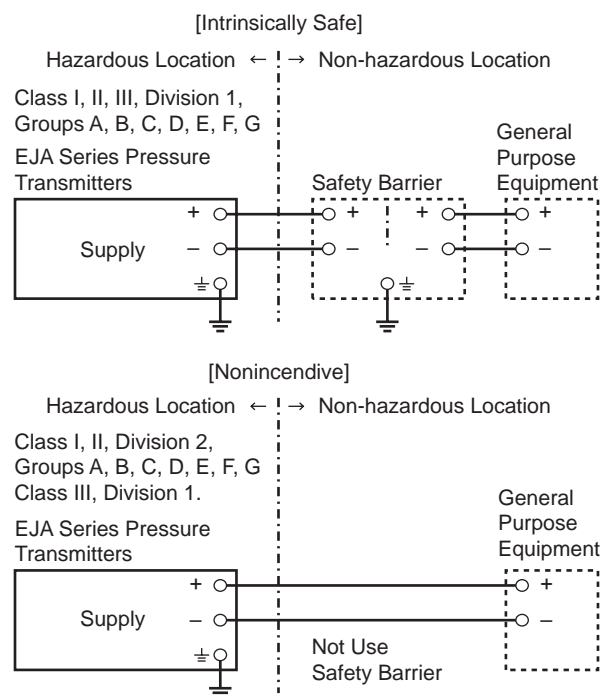 [Intrinsically Safe]
Hazardous Location ← → Non-hazardous Location
Class I, II, III, Division 1,
Groups A, B, C, D, E, F, G
EJA Series Pressure
Transmitters
Safety Barrier
General
Purpose
Equipment
+ + + +
Supply – – – –
[Nonincendive]
Hazardous Location ← → Non-hazardous Location
Class I, II, Division 2,
Groups A, B, C, D, E, F, G
Class III, Division 1.
EJA Series Pressure
Transmitters
General
Purpose
Equipment
+ +
Supply – –
Not Use
Safety Barrier